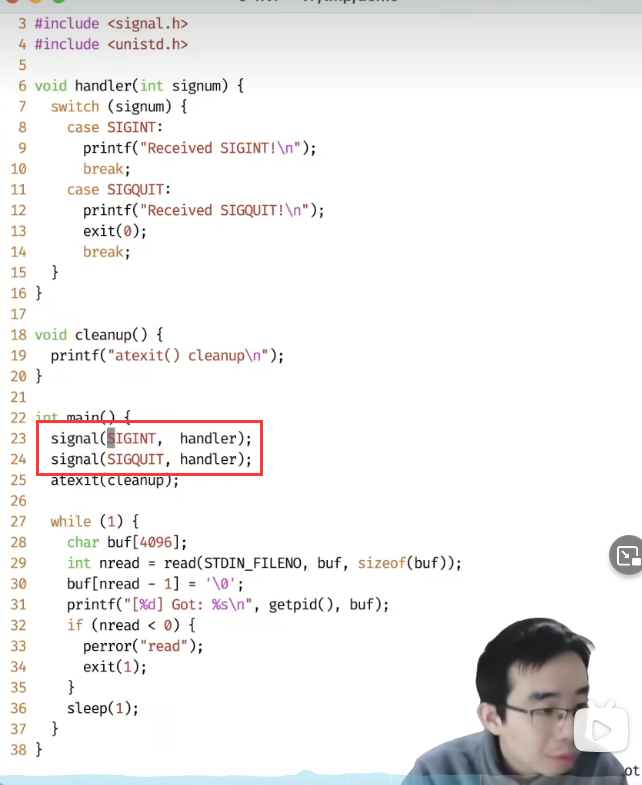 3 #include <signal.h>
4 #include <unistd.h>
5
6 void handler(int signum) {
7   switch (signum) {
8     case SIGINT:
9       printf("Received SIGINT!\n");
10       break;
11     case SIGQUIT:
12       printf("Received SIGQUIT!\n");
13       exit(0);
14       break;
15   }
16 }
17
18 void cleanup() {
19   printf("atexit() cleanup\n");
20 }
21
22 int main() {
23   signal(SIGINT,  handler);
24   signal(SIGQUIT, handler);
25   atexit(cleanup);
26
27   while (1) {
28     char buf[4096];
29     int nread = read(STDIN_FILENO, buf, sizeof(buf));
30     buf[nread - 1] = '\0';
31     printf("[%d] Got: %s\n", getpid(), buf);
32     if (nread < 0) {
33       perror("read");
34       exit(1);
35     }
36     sleep(1);
37   }
38 }
ot